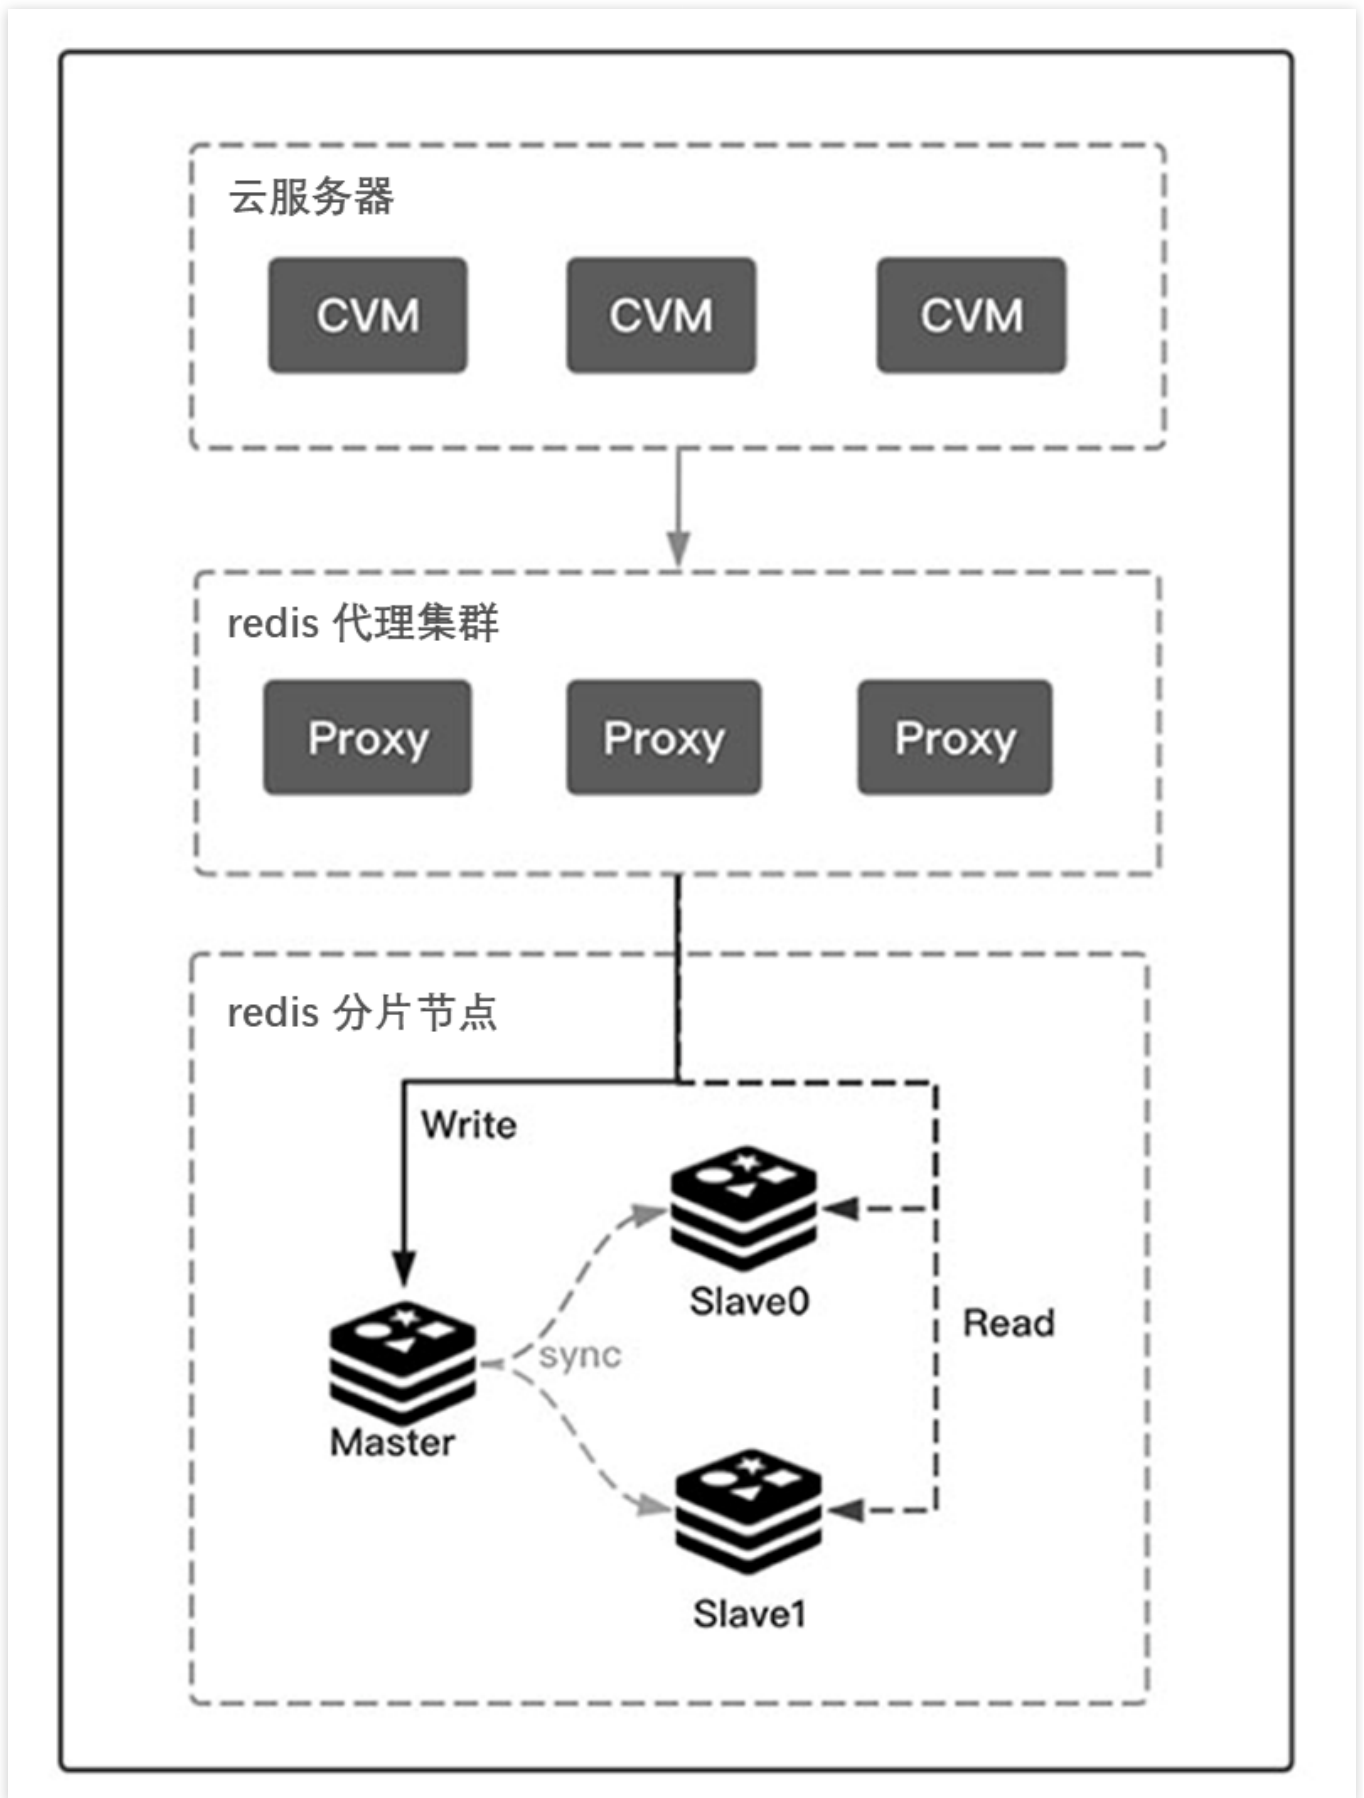 云服务器
CVM
CVM
CVM
redis 代理集群
Proxy
Proxy
Proxy
redis 分片节点
Write
Slave0
Read
sync
Master
Slave1